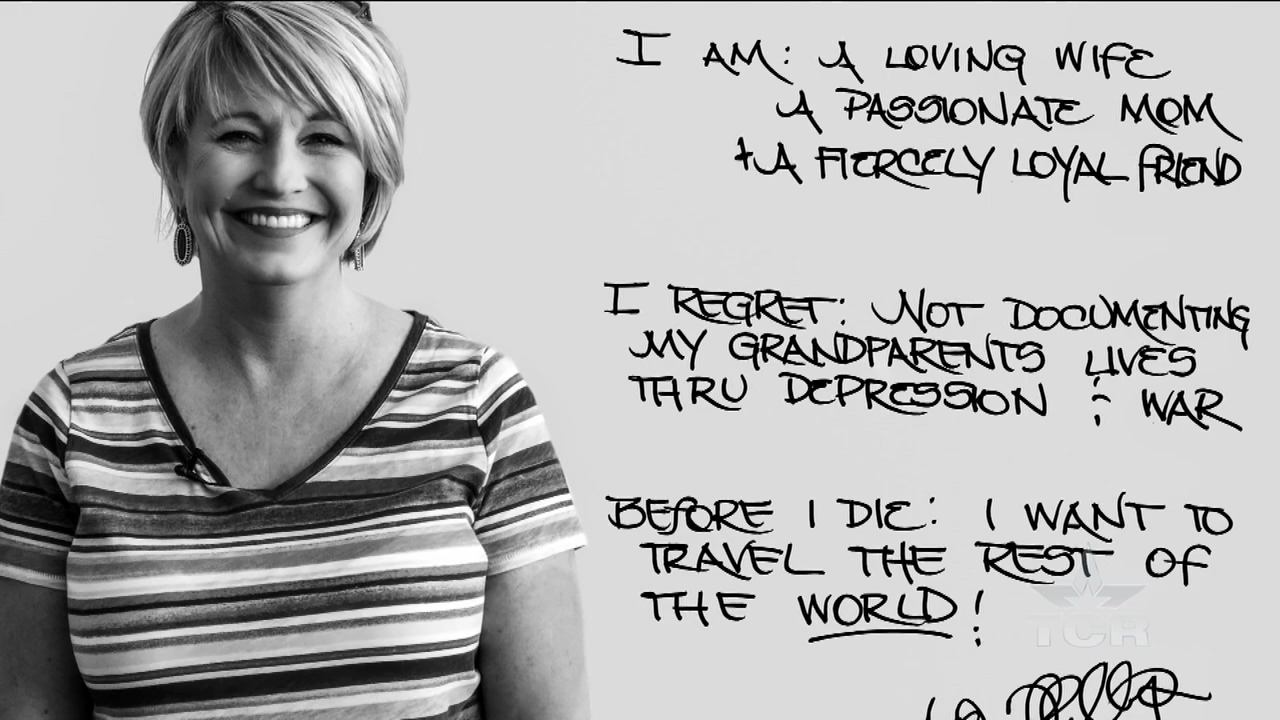 I AM: A LOVING WIFE
A PASSIONATE MOM
+ A FIERCELY LOYAL FRIEND
I REGRET: NOT DOCUMENTING
MY GRANDPARENTS LIVES
THRU DEPRESSION & WAR
BEFORE I DIE: I WANT TO
TRAVEL THE REST OF
THE WORLD!
TCR